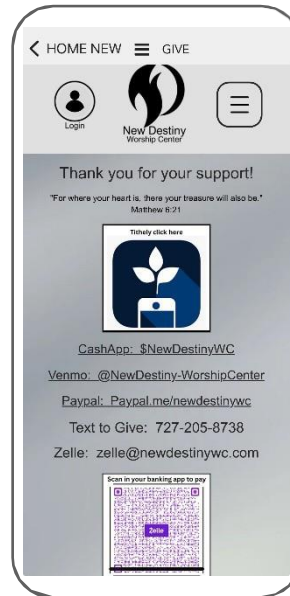 HOME NEW GIVE
Login
New Destiny
Worship Center
Thank you for your support!
"For where your heart is, there your treasure will also be."
Matthew 6:21
Tithely click here
CashApp: $NewDestinyWC
Venmo: @NewDestiny-WorshipCenter
Paypal: Paypal.me/newdestinywc
Text to Give: 727-205-8738
Zelle: zelle@newdestinywc.com
Scan in your banking app to pay
Zelle